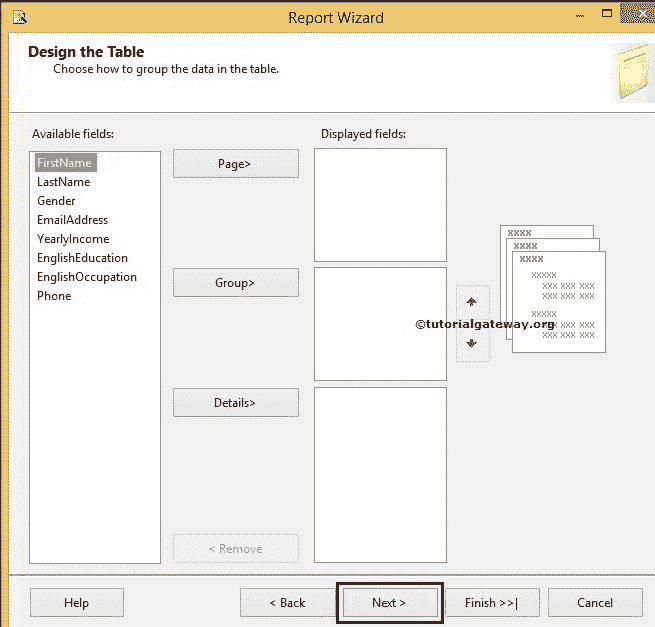 Report Wizard
Design the Table
Choose how to group the data in the table.
Available fields:
Displayed fields:
FirstName
LastName
Gender
EmailAddress
YearlyIncome
EnglishEducation
EnglishOccupation
Phone
Page>
Group>
Details>
< Remove
xxxx
xxxx
xxxx
xxxxx
xxx xxx xxx
xxx xxx xxx
xxxxx
xxx xxx xxx
xxx xxx xxx
©tutorialgateway.org
Help
< Back
Next >
Finish >>|
Cancel